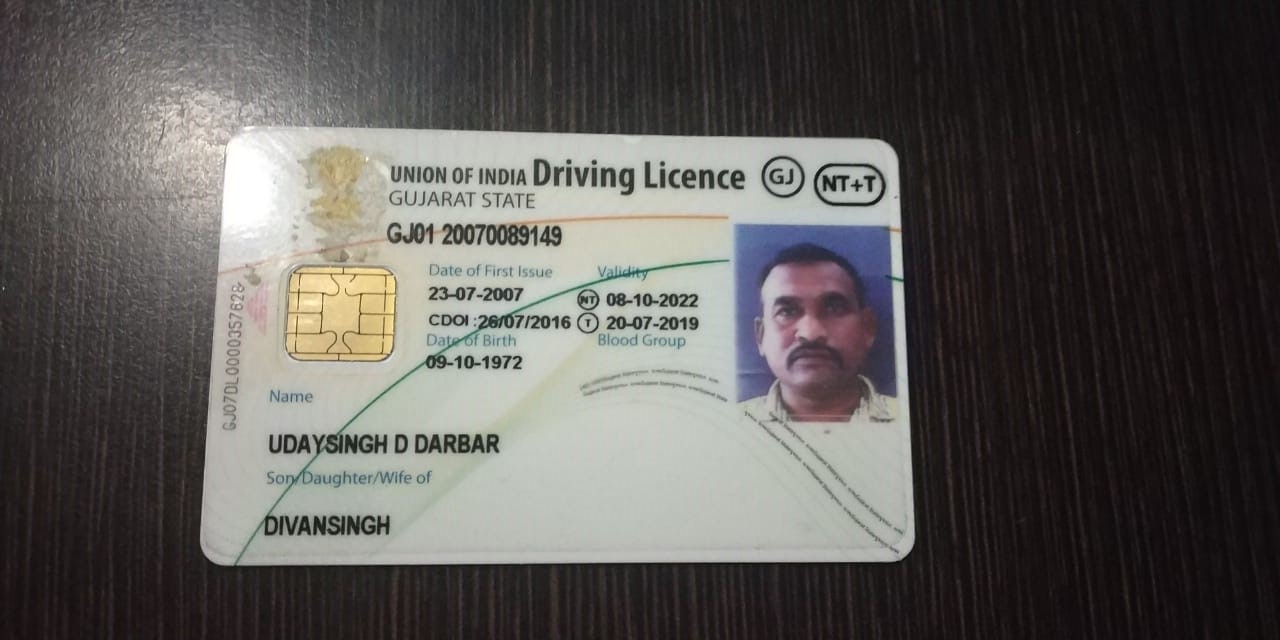 UNION OF INDIA Driving Licence GJ NT+T
GUJARAT STATE
GJ01 20070089149
Date of First Issue Validity
23-07-2007 NT 08-10-2022
CDOI :26/07/2016 T 20-07-2019
Date of Birth Blood Group
09-10-1972
Name
UDAYSINGH D DARBAR
Son/Daughter/Wife of
DIVANSINGH
GJ07DL0000357628